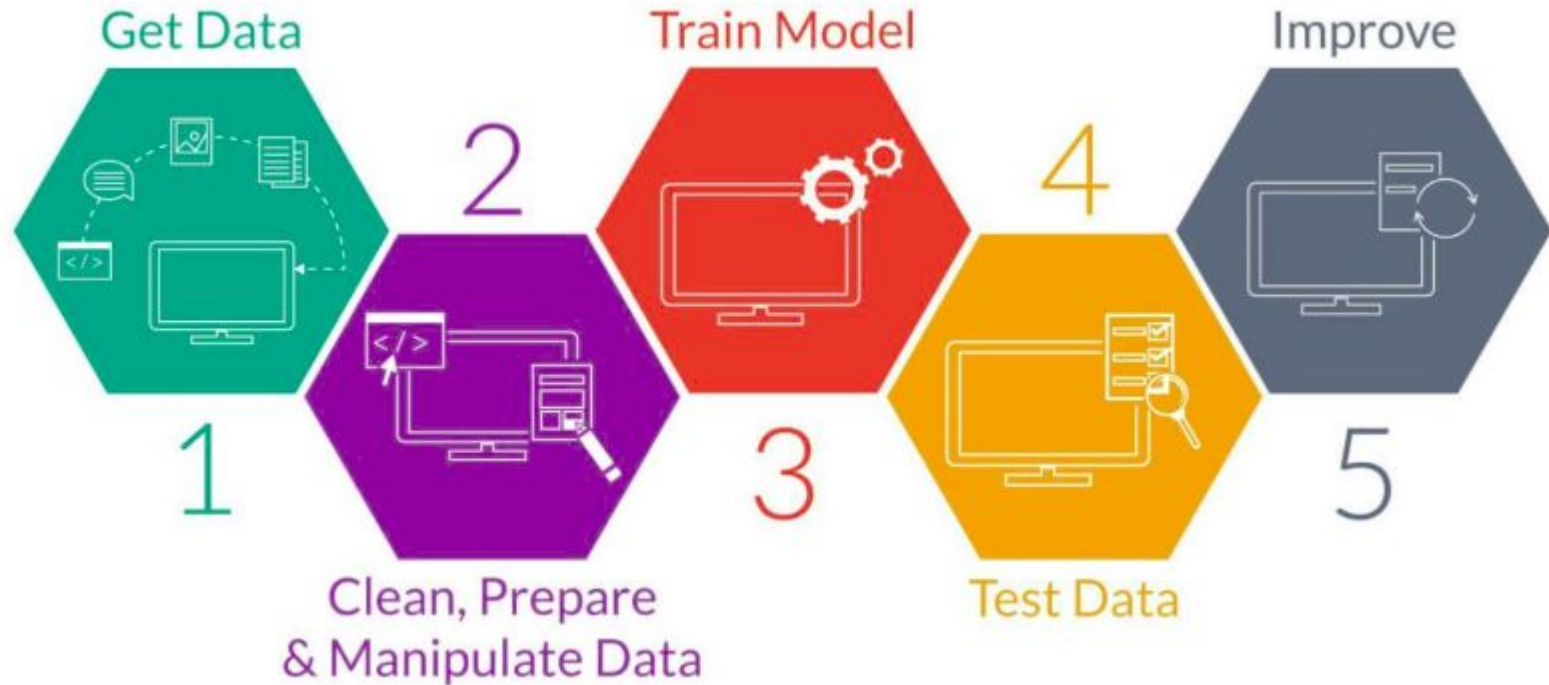 Get Data
1
2
Clean, Prepare
& Manipulate Data
Train Model
3
4
Test Data
Improve
5
</>
</>